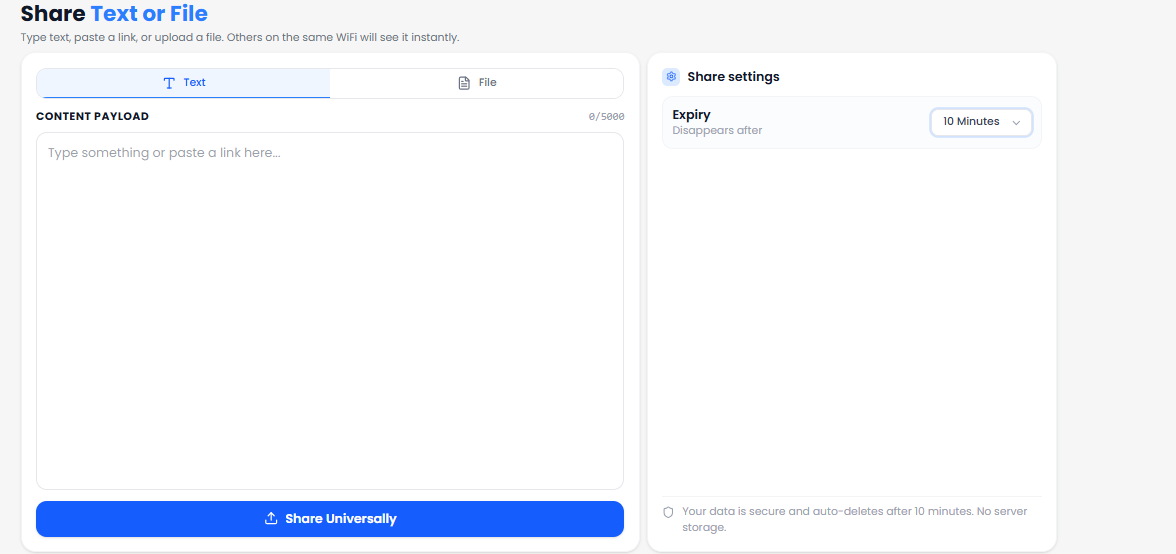 Share Text or File
Type text, paste a link, or upload a file. Others on the same WiFi will see it instantly.
Text
File
CONTENT PAYLOAD
0/5000
Type something or paste a link here...
Share Universally
Share settings
Expiry
Disappears after
10 Minutes
Your data is secure and auto-deletes after 10 minutes. No server
storage.